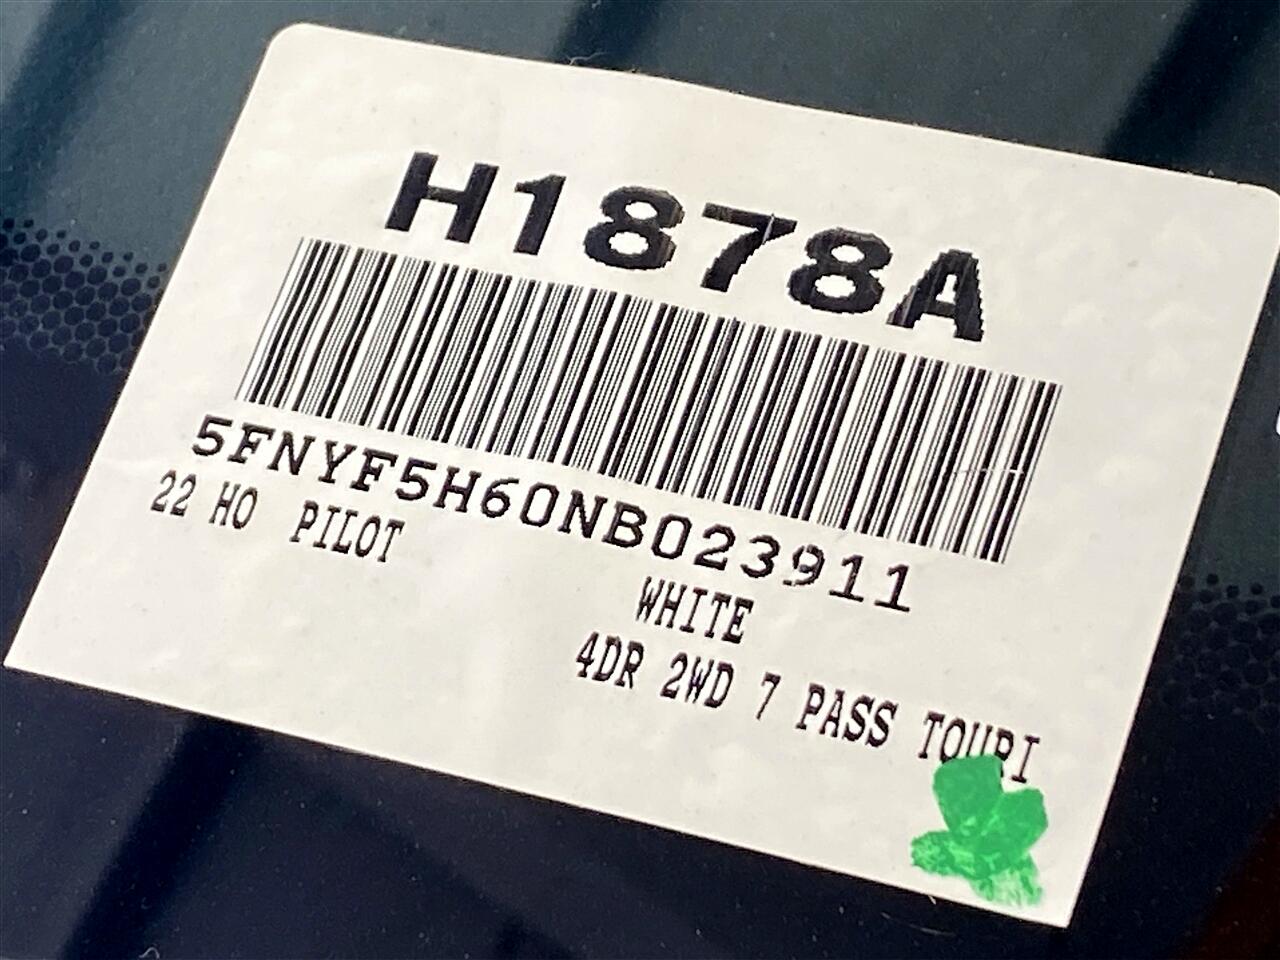 H1878A
5FNYF5H60NB023911
22 HO PILOT
WHITE
4DR 2WD 7 PASS TOURI